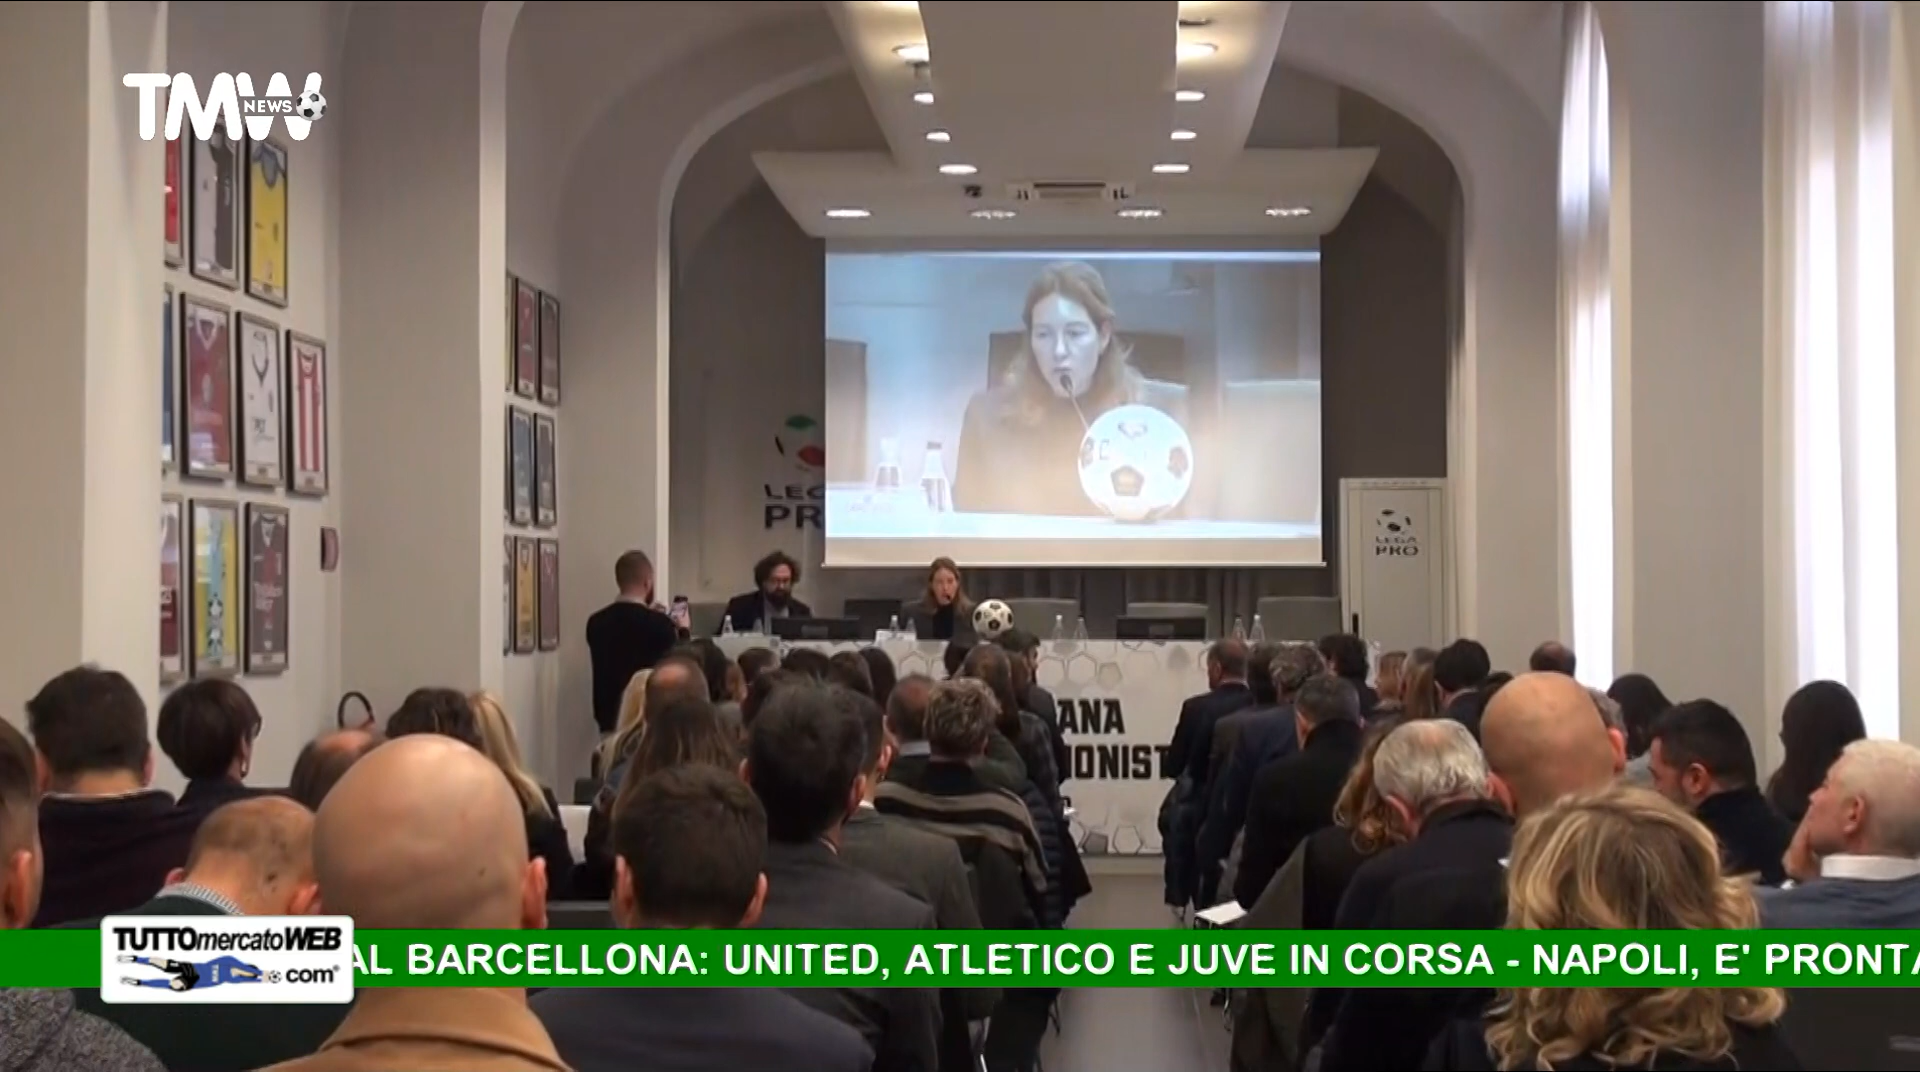 TMW NEWS
LEGA
PRO
LEGA
PRO
ANA
IONIST
TUTTOmercatoWEB
.com®
AL BARCELLONA: UNITED, ATLETICO E JUVE IN CORSA - NAPOLI, E' PRONTA